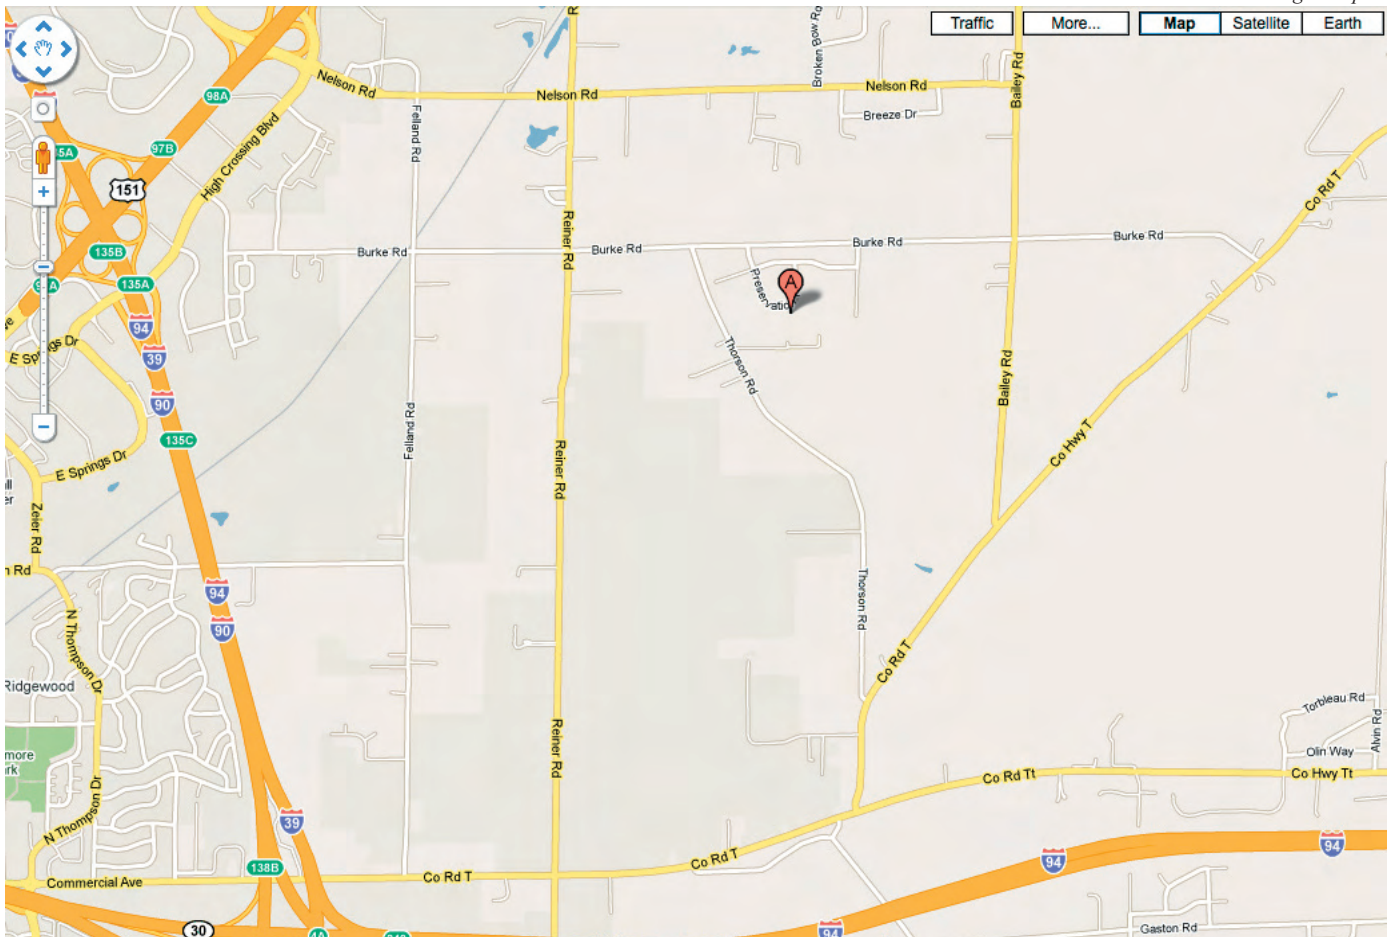 Traffic
More...
Map
Satellite
Earth
Broken Bow Rd
Bailey Rd
Nelson Rd
Nelson Rd
Nelson Rd
98A
Felland Rd
Breeze Dr
High Crossing Blvd
97B
151
Co Rd T
Reiner Rd
Burke Rd
Burke Rd
Burke Rd
Burke Rd
135B
135A
A
Preservation
94
E Springs Dr
39
Thorson Rd
Bailey Rd
90
Felland Rd
135C
Co Hwy T
E Springs Dr
Reiner Rd
Zeier Rd
94
Thorson Rd
90
N Thompson Dr
Co Rd T
Ridgewood
Torbleau Rd
Alvin Rd
Reiner Rd
Olin Way
Co Rd Tt
Co Hwy Tt
N Thompson Dr
39
94
94
138B
Co Rd T
Co Rd T
Commercial Ave
30
94
Gaston Rd